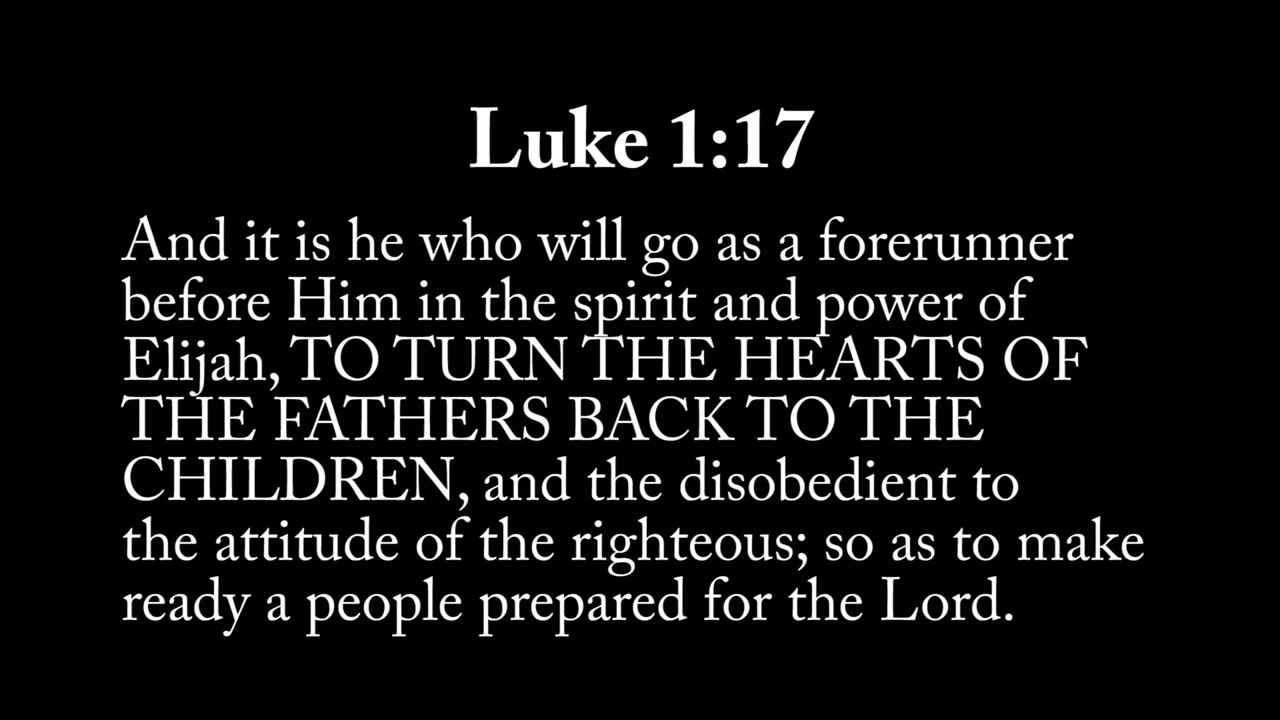 Luke 1:17
And it is he who will go as a forerunner
before Him in the spirit and power of
Elijah, TO TURN THE HEARTS OF
THE FATHERS BACK TO THE
CHILDREN, and the disobedient to
the attitude of the righteous; so as to make
ready a people prepared for the Lord.